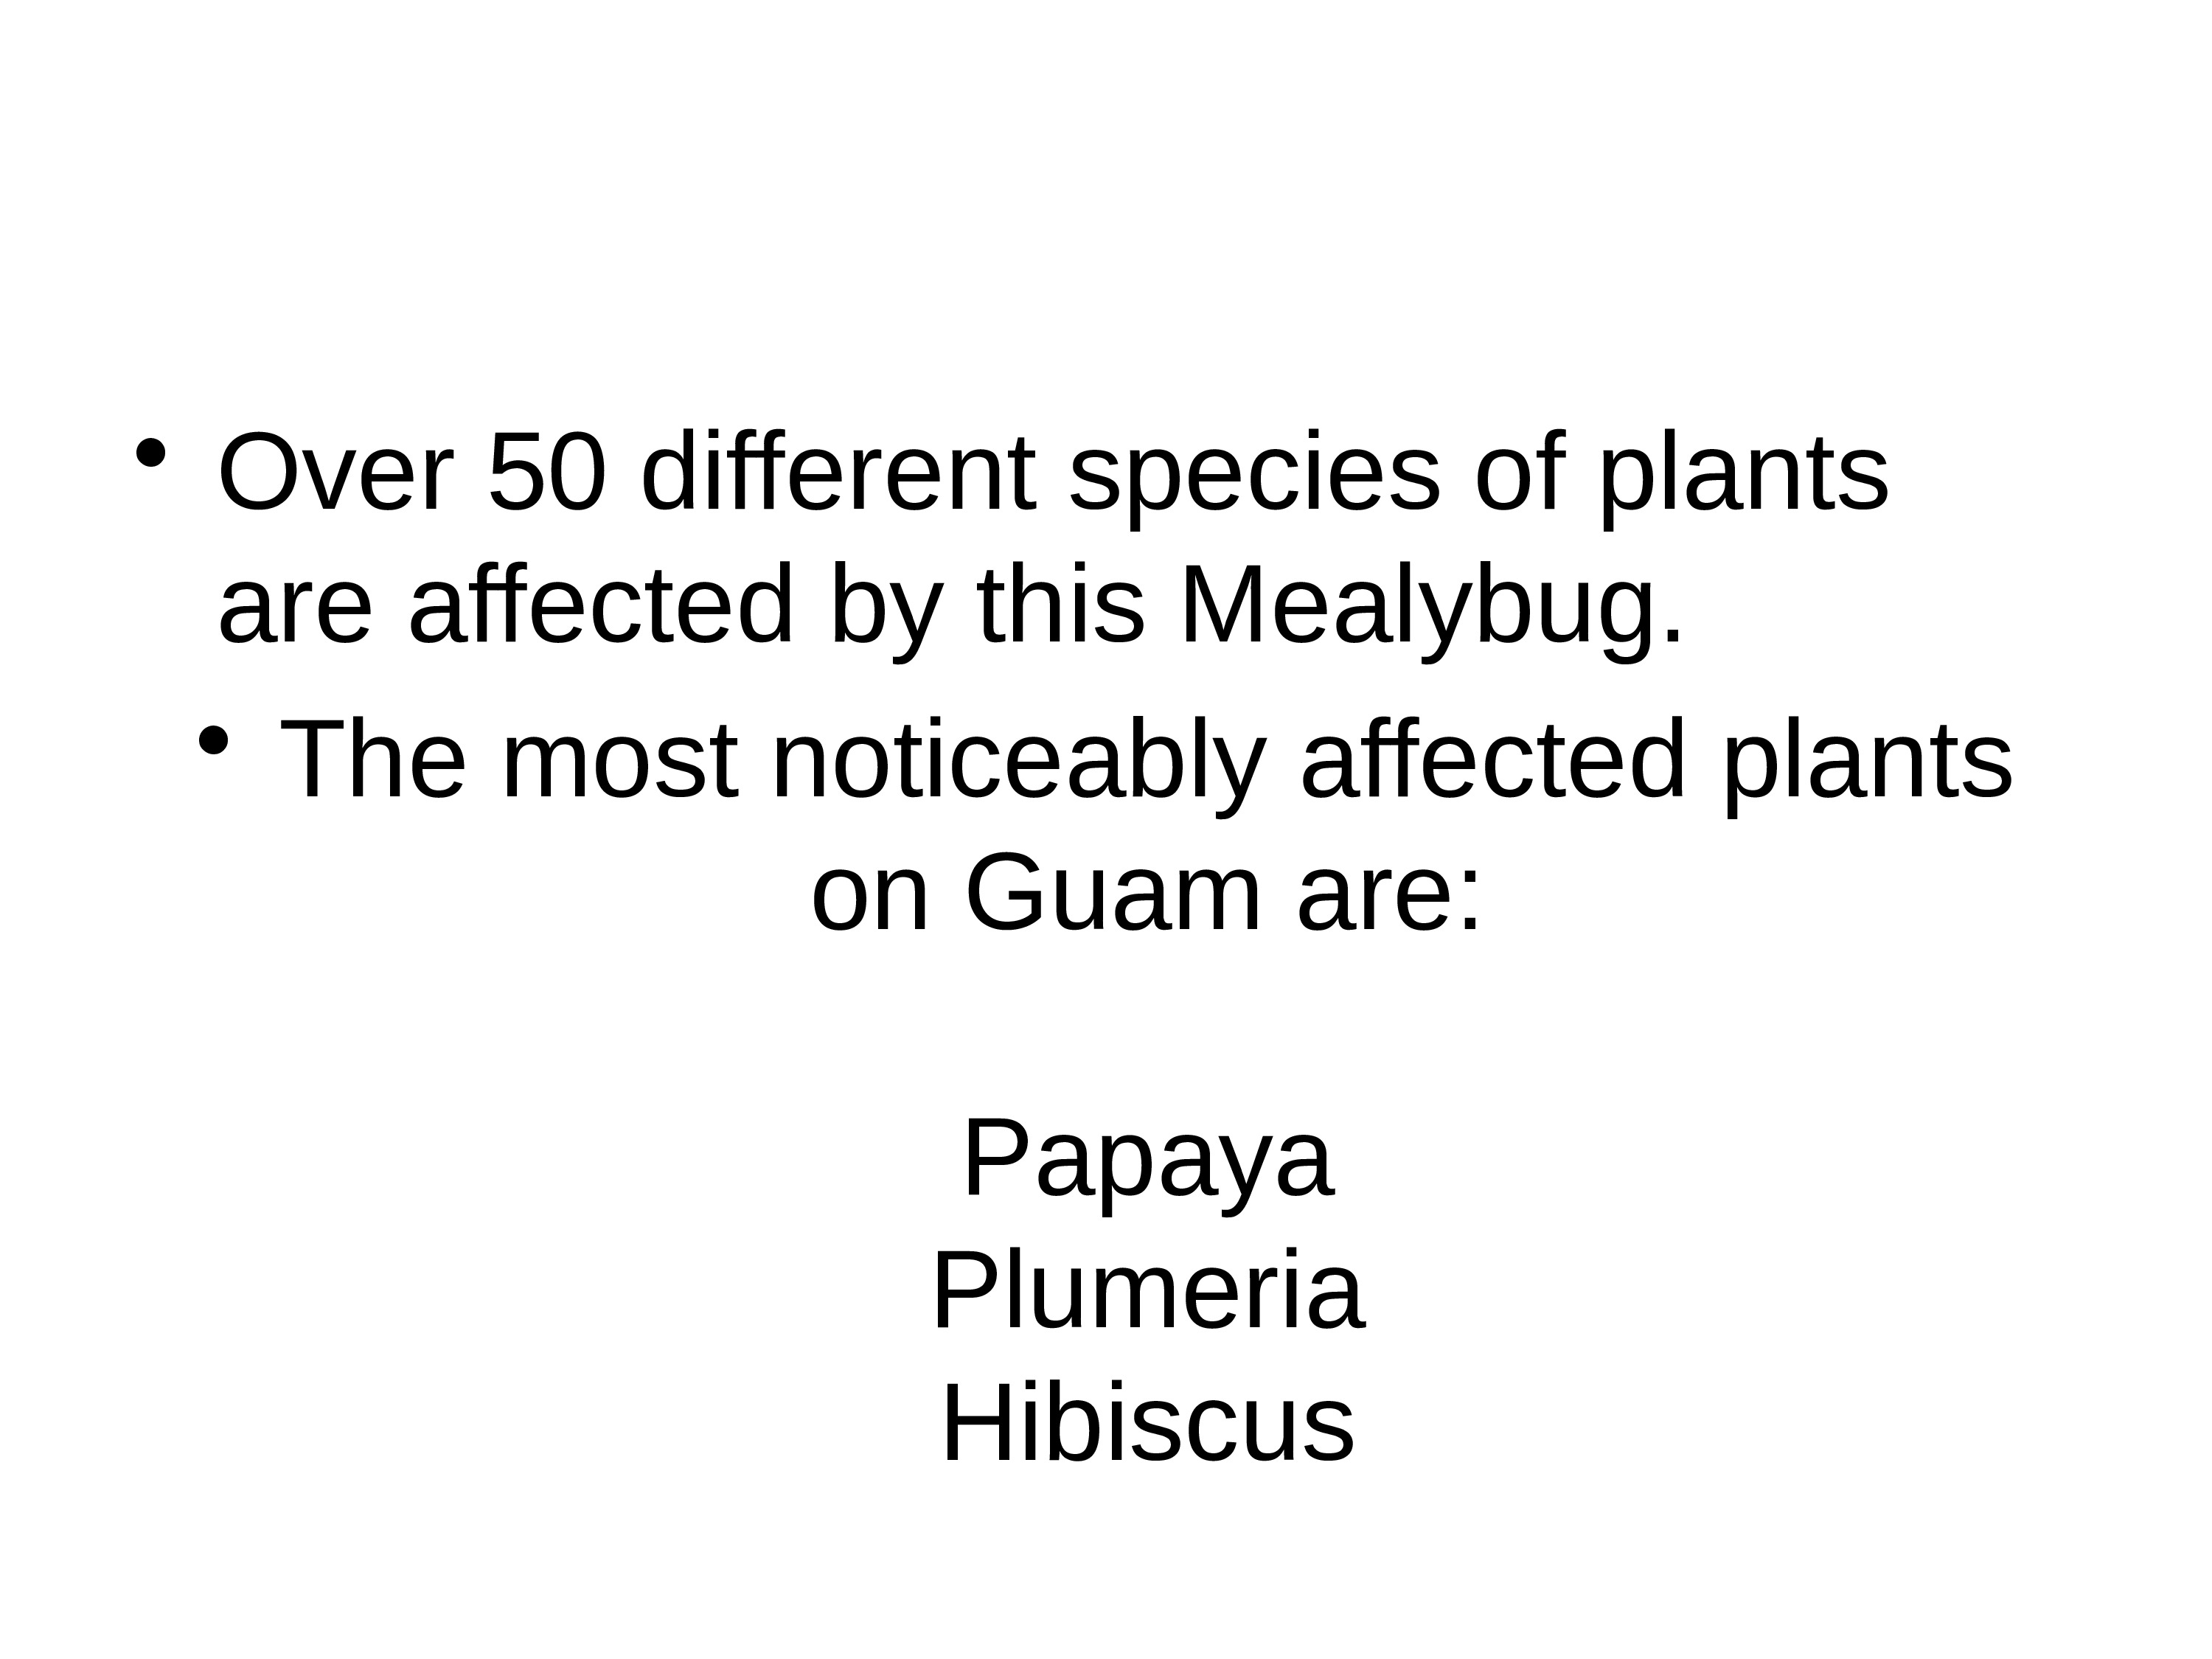 • Over 50 different species of plants
are affected by this Mealybug.
• The most noticeably affected plants
on Guam are:
Papaya
Plumeria
Hibiscus